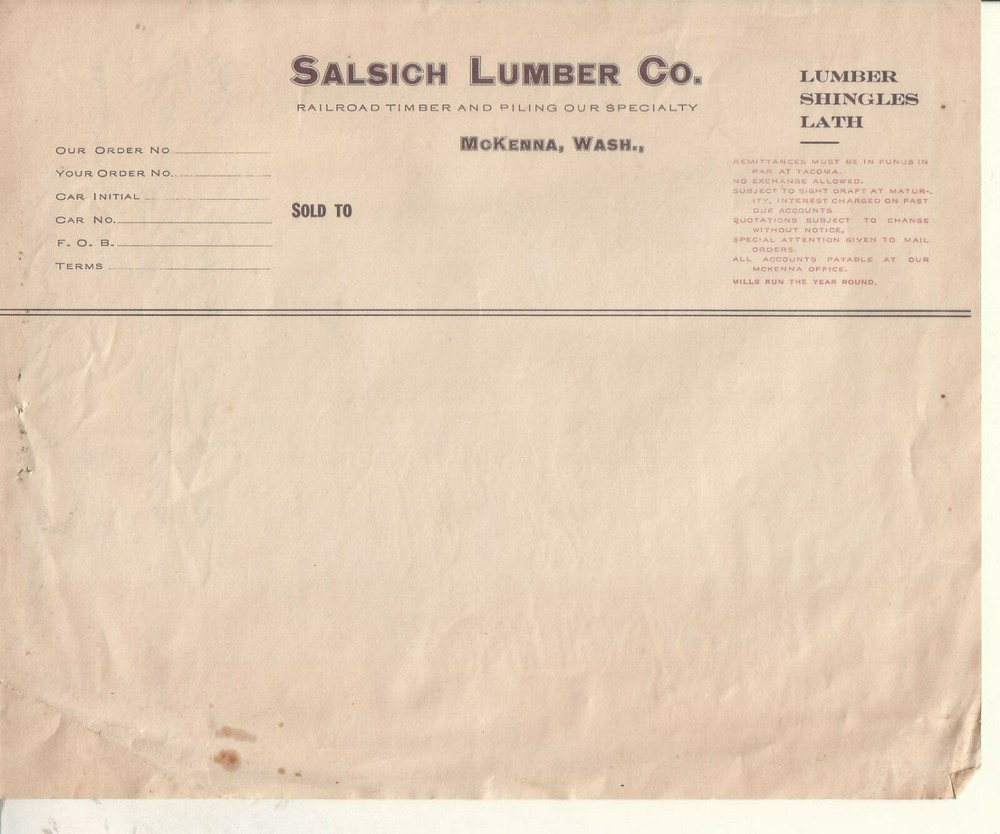 SALSICH LUMBER CO.
RAILROAD TIMBER AND PILING OUR SPECIALTY
MCKENNA, WASH.,
LUMBER
SHINGLES
LATH
OUR ORDER NO
YOUR ORDER NO.
CAR INITIAL
CAR NO.
F. O. B.
TERMS
SOLD TO
REMITTANCES MUST BE IN FUNDS IN
PAR AT TACOMA.
NO EXCHANGE ALLOWED.
SUBJECT TO SIGHT DRAFT AT MATUR-
ITY, INTEREST CHARGED ON PAST
DUE ACCOUNTS
QUOTATIONS SUBJECT TO CHANGE
WITHOUT NOTICE,
SPECIAL ATTENTION GIVEN TO MAIL
ORDERS.
ALL ACCOUNTS PAYABLE AT OUR
MCKENNA OFFICE.
MILLS RUN THE YEAR ROUND.